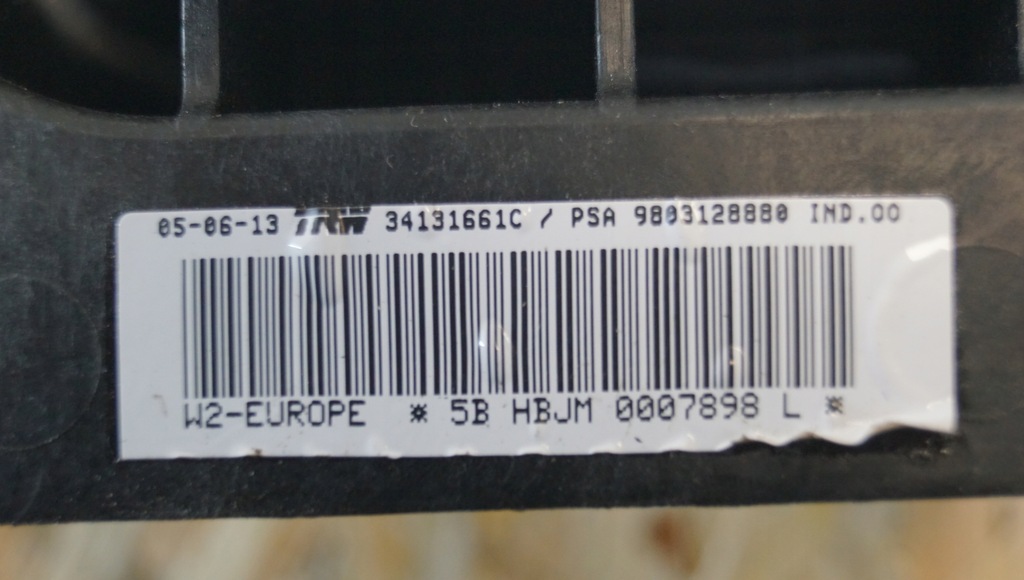 05-06-13 TRW 34131661C / PSA 9803128880 IND.00
W2-EUROPE * 5B HBJM 0007898 L *